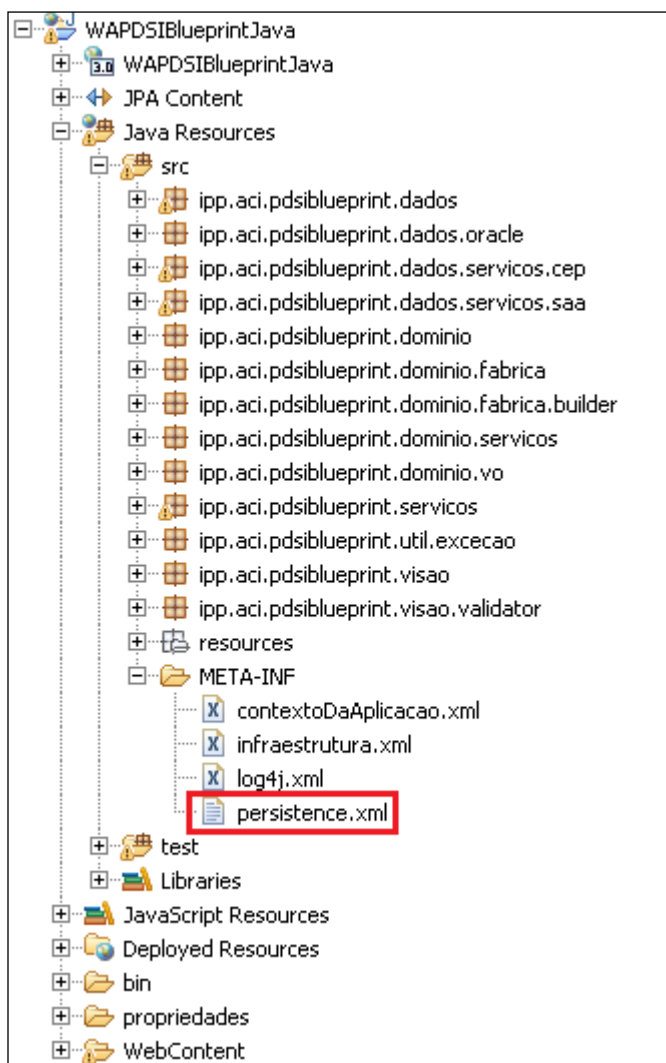 WAPDSIBlueprintJava
3.0 WAPDSIBlueprintJava
JPA Content
Java Resources
src
ipp.aci.pdsiblueprint.dados
ipp.aci.pdsiblueprint.dados.oracle
ipp.aci.pdsiblueprint.dados.servicos.cep
ipp.aci.pdsiblueprint.dados.servicos.saa
ipp.aci.pdsiblueprint.dominio
ipp.aci.pdsiblueprint.dominio.fabrica
ipp.aci.pdsiblueprint.dominio.fabrica.builder
ipp.aci.pdsiblueprint.dominio.servicos
ipp.aci.pdsiblueprint.dominio.vo
ipp.aci.pdsiblueprint.servicos
ipp.aci.pdsiblueprint.util.excecao
ipp.aci.pdsiblueprint.visao
ipp.aci.pdsiblueprint.visao.validator
resources
META-INF
X contextoDaAplicacao.xml
X infraestrutura.xml
X log4j.xml
persistence.xml
test
Libraries
JavaScript Resources
Deployed Resources
bin
propriedades
WebContent